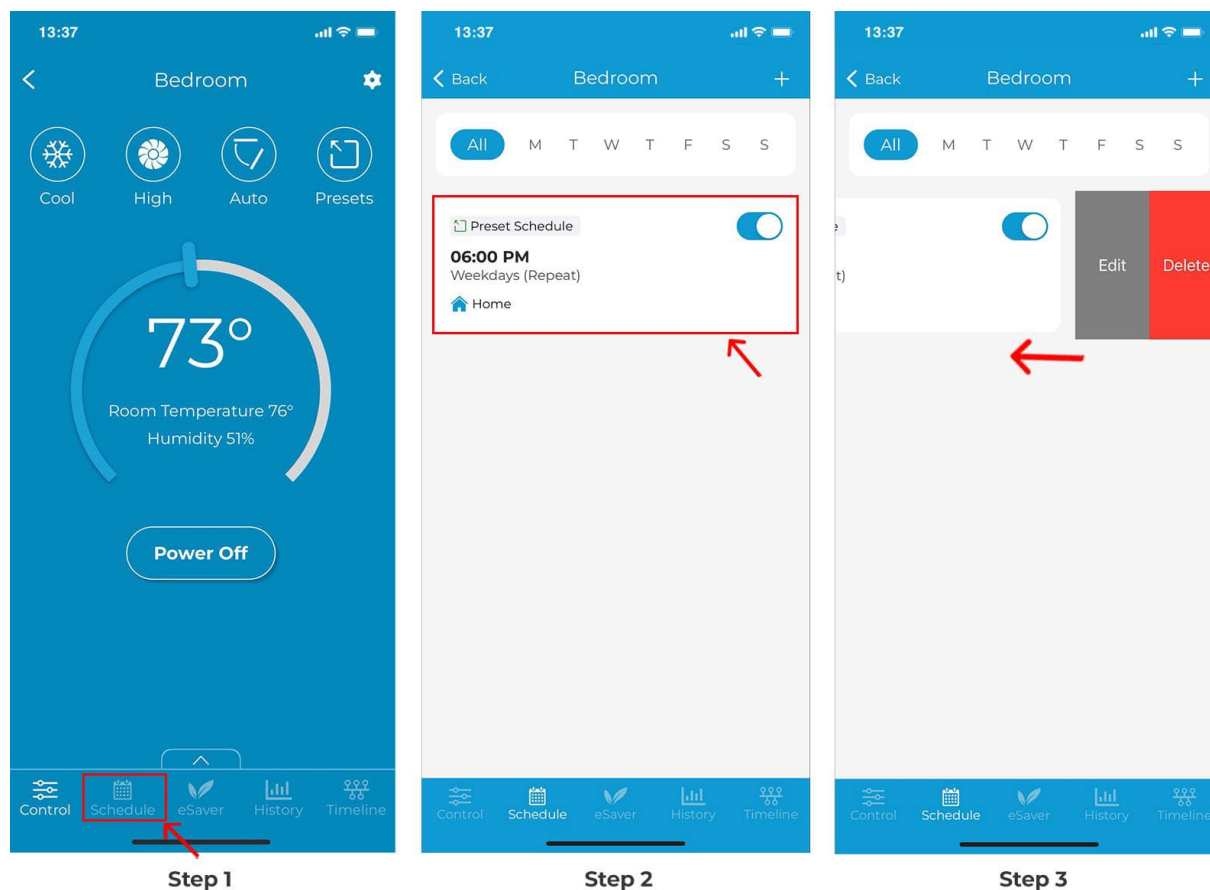 13:37
Bedroom
Cool High Auto Presets
73°
Room Temperature 76°
Humidity 51%
Power Off
Control Schedule eSaver History Timeline
Step 1
13:37
Back Bedroom +
All M T W T F S S
Preset Schedule
06:00 PM
Weekdays (Repeat)
Home
Control Schedule eSaver History Timeline
Step 2
13:37
Back Bedroom +
All M T W T F S S
Edit Delete
t)
Control Schedule eSaver History Timeline
Step 3